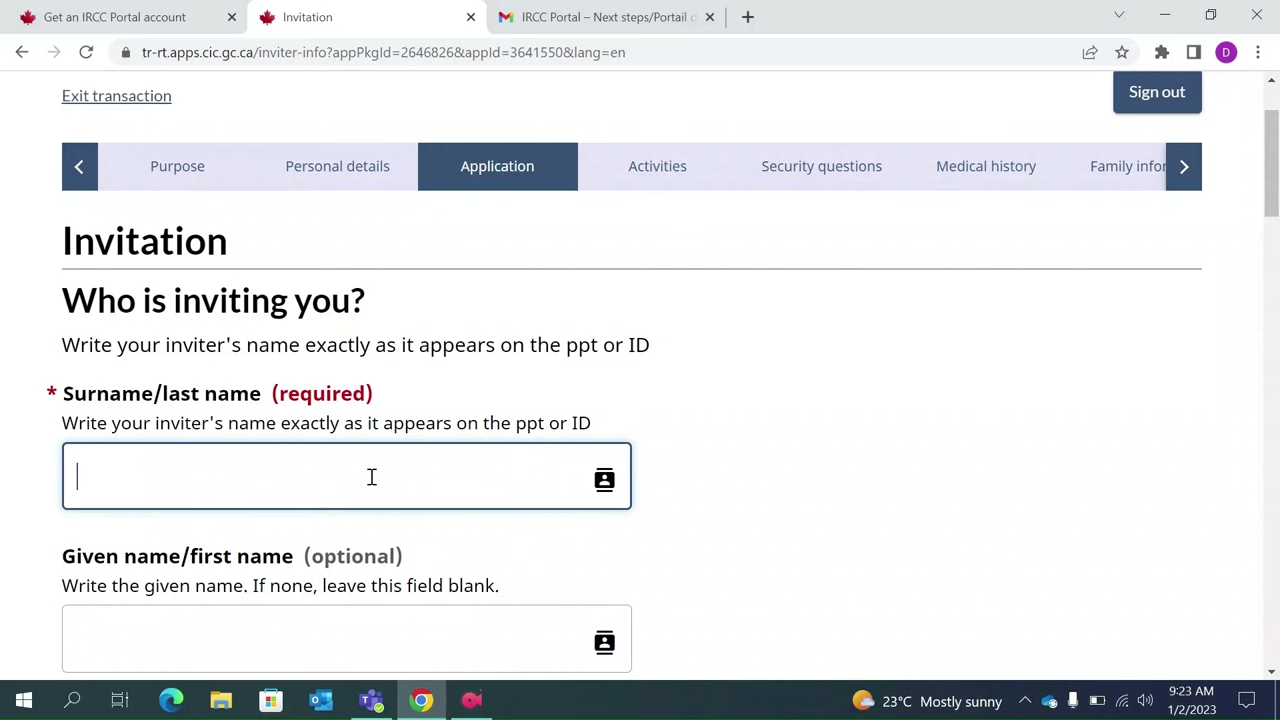 Get an IRCC Portal account
Invitation
IRCC Portal – Next steps/Portail d
tr-rt.apps.cic.gc.ca/inviter-info?appPkgId=2646826&appId=3641550&lang=en
D
Exit transaction
Sign out
Purpose
Personal details
Application
Activities
Security questions
Medical history
Family infor
Invitation
Who is inviting you?
Write your inviter's name exactly as it appears on the ppt or ID
* Surname/last name (required)
Write your inviter's name exactly as it appears on the ppt or ID
Given name/first name (optional)
Write the given name. If none, leave this field blank.
23°C Mostly sunny
9:23 AM
1/2/2023